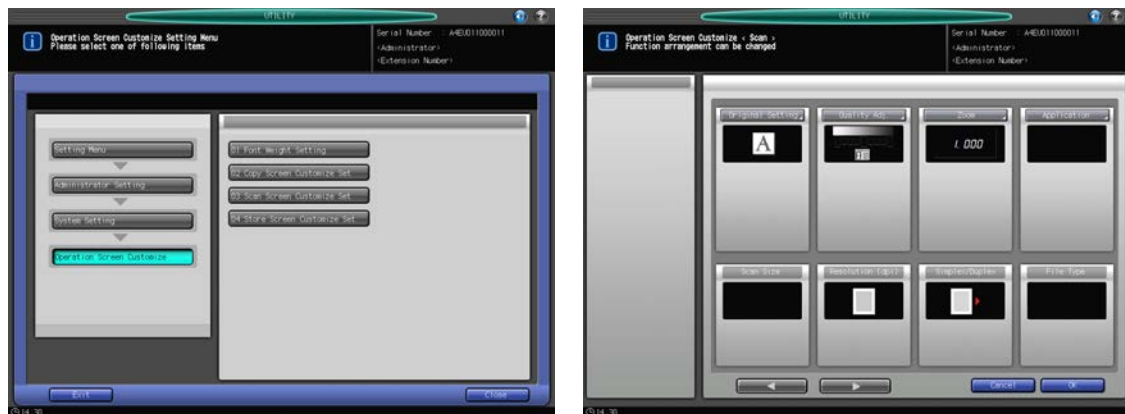 UTILITY
Operation Screen Customize Setting Menu
Please select one of following items
Serial Number : A4EU011000011
<Administrator>
<Extension Number>
Setting Menu
Administrator Setting
System Setting
Operation Screen Customize
01 Font Weight Setting
02 Copy Screen Customize Set
03 Scan Screen Customize Set
04 Store Screen Customize Set
Exit
Close
14:30
UTILITY
Operation Screen Customize < Scan >
Function arrangement can be changed
Serial Number : A4EU011000011
<Administrator>
<Extension Number>
Original Setting
Quality Adj.
Zoom
Application
A
1.000
Scan Size
Resolution (dpi)
Simplex/Duplex
File Type
Cancel
OK
14:30